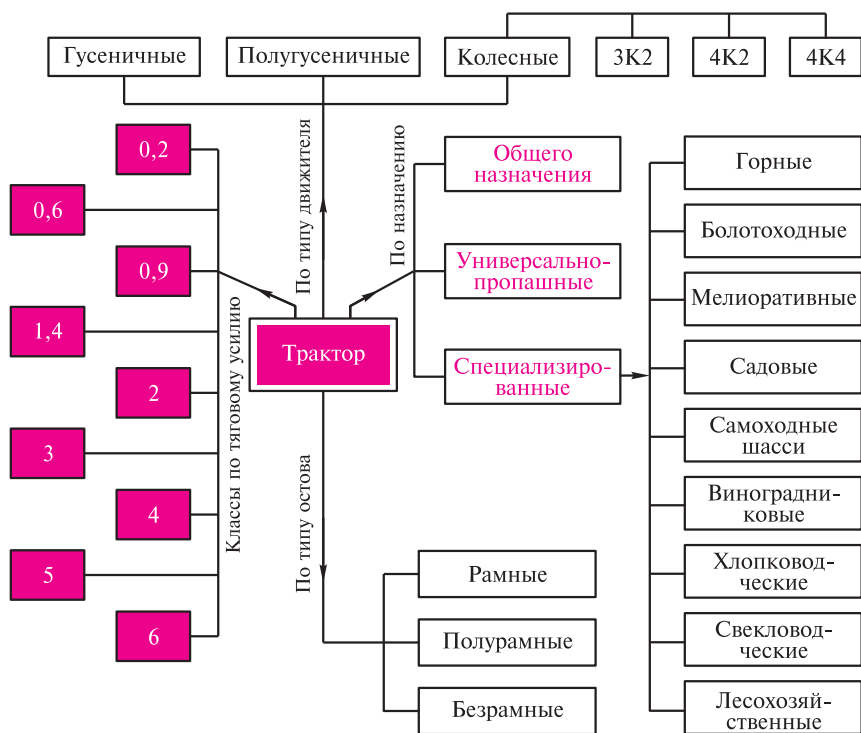 Гусеничные
Полугусеничные
Колесные
3К2
4К2
4К4
По типу движителя
По назначению
Классы по тяговому усилию
По типу остова
Трактор
0,2
0,6
0,9
1,4
2
3
4
5
6
Общего
назначения
Универсально-
пропашные
Специализиро-
ванные
Горные
Болотоходные
Мелиоративные
Садовые
Самоходные
шасси
Виноградни-
ковые
Хлопковод-
ческие
Свекловод-
ческие
Лесохозяй-
ственные
Рамные
Полурамные
Безрамные